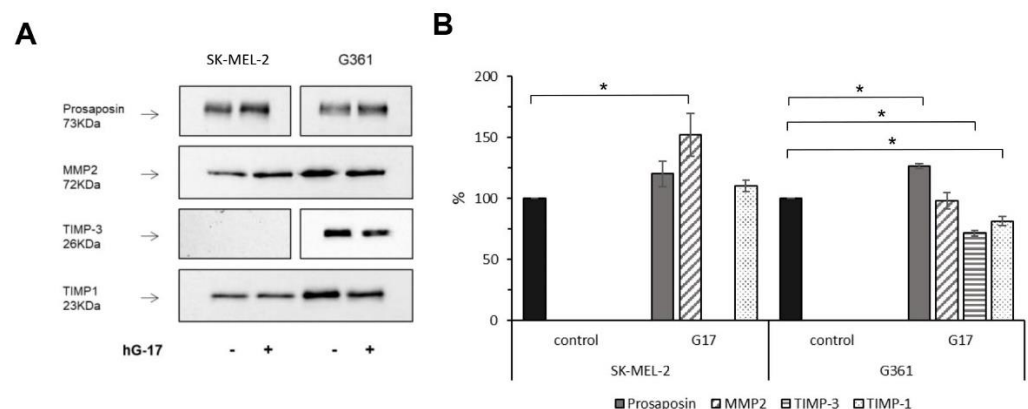 A
SK-MEL-2 G361
Prosaposin
73KDa
MMP2
72KDa
TIMP-3
26KDa
TIMP1
23KDa
hG-17 - + - +
B
200
150
100
50
0
%
* * * *
control G17 control G17
SK-MEL-2 G361
Prosaposin MMP2 TIMP-3 TIMP-1